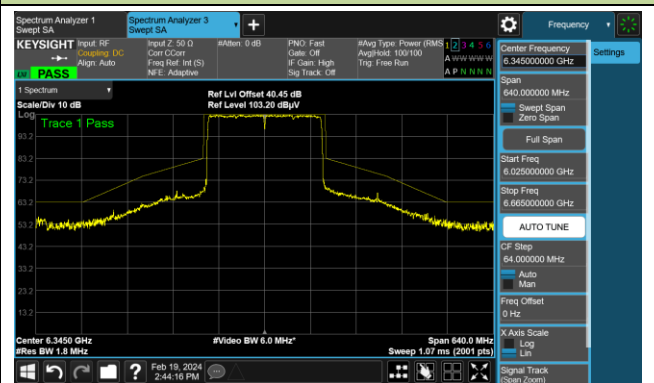 Spectrum Analyzer 1
Swept SA
Spectrum Analyzer 3
Swept SA
Frequency
KEYSIGHT
Input: RF
Coupling: DC
Align: Auto
Input Z: 50 Ω
Corr CCorr
Freq Ref: Int (S)
NFE: Adaptive
#Atten: 0 dB
PNO: Fast
Gate: Off
IF Gain: High
Sig Track: Off
#Avg Type: Power (RMS
Avg|Hold: 100/100
Trig: Free Run
1 2 3 4 5 6
A W W W W W
A P N N N N
PASS
1 Spectrum
Scale/Div 10 dB
Log
Ref Lvl Offset 40.45 dB
Ref Level 103.20 dBµV
Trace 1 Pass
93.2
83.2
73.2
63.2
53.2
43.2
33.2
23.2
13.2
Center 6.3450 GHz
#Res BW 1.8 MHz
#Video BW 6.0 MHz*
Span 640.0 MHz
Sweep 1.07 ms (2001 pts)
Center Frequency
6.345000000 GHz
Settings
Span
640.000000 MHz
Swept Span
Zero Span
Full Span
Start Freq
6.025000000 GHz
Stop Freq
6.665000000 GHz
AUTO TUNE
CF Step
64.000000 MHz
Auto
Man
Freq Offset
0 Hz
X Axis Scale
Log
Lin
Signal Track
(Span Zoom)
Feb 19, 2024
2:44:16 PM